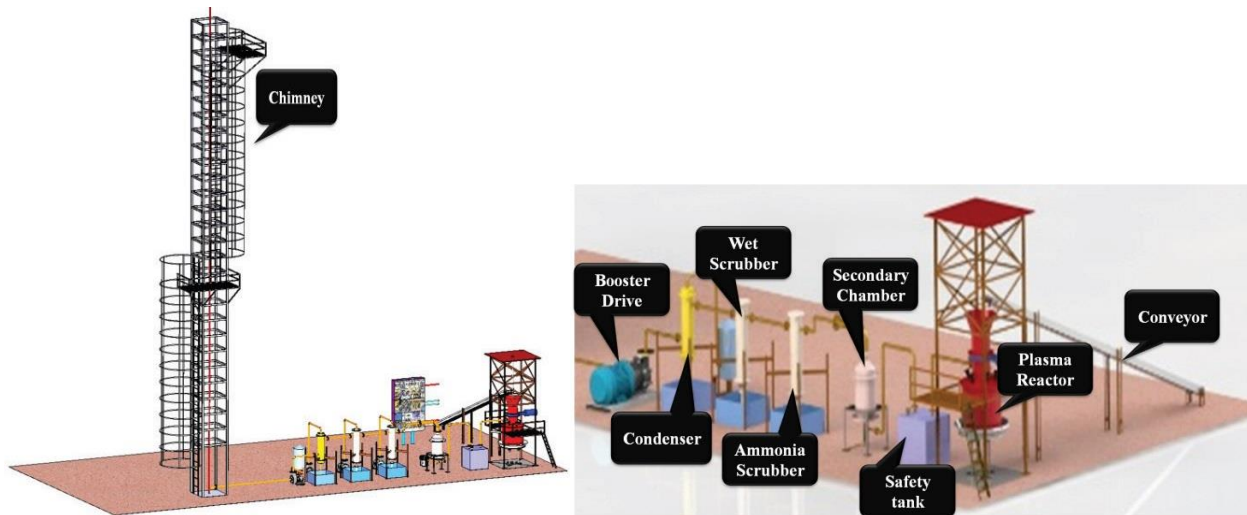 Chimney
Wet
Scrubber
Booster
Drive
Secondary
Chamber
Conveyor
Plasma
Reactor
Condenser
Ammonia
Scrubber
Safety
tank